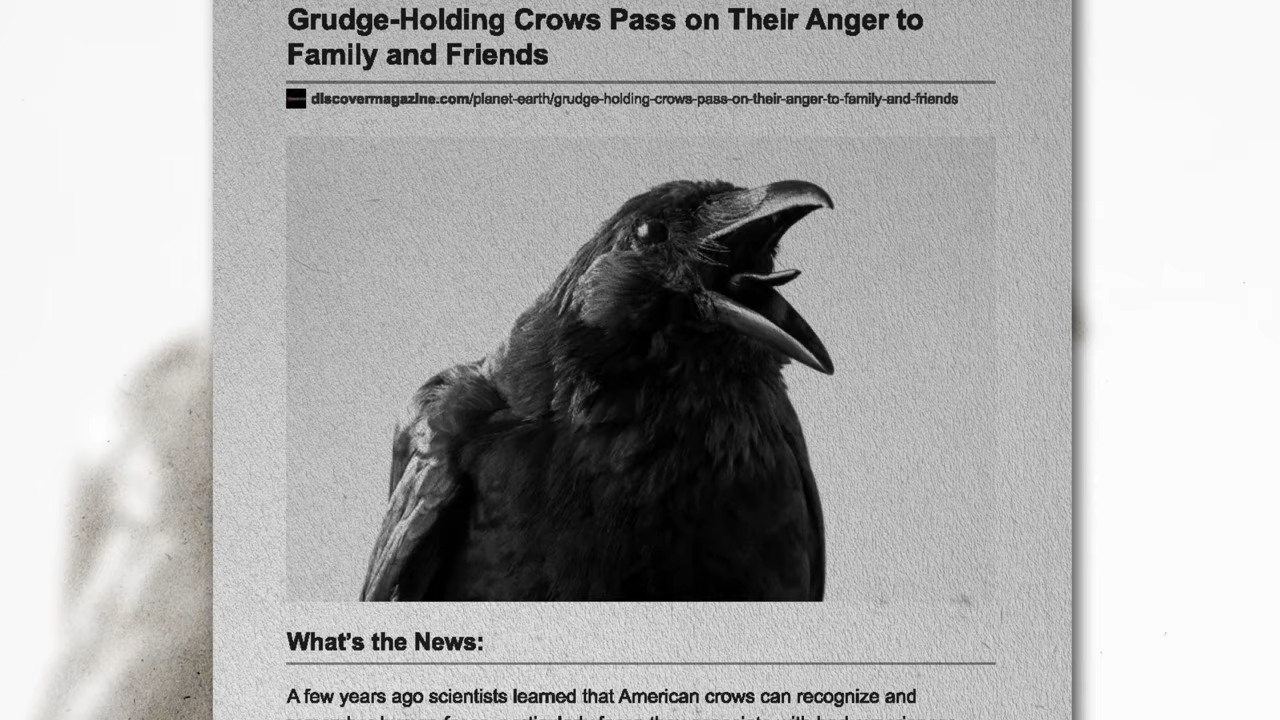 Grudge-Holding Crows Pass on Their Anger to
Family and Friends
discovermagazine.com/planet-earth/grudge-holding-crows-pass-on-their-anger-to-family-and-friends
What's the News:
A few years ago scientists learned that American crows can recognize and